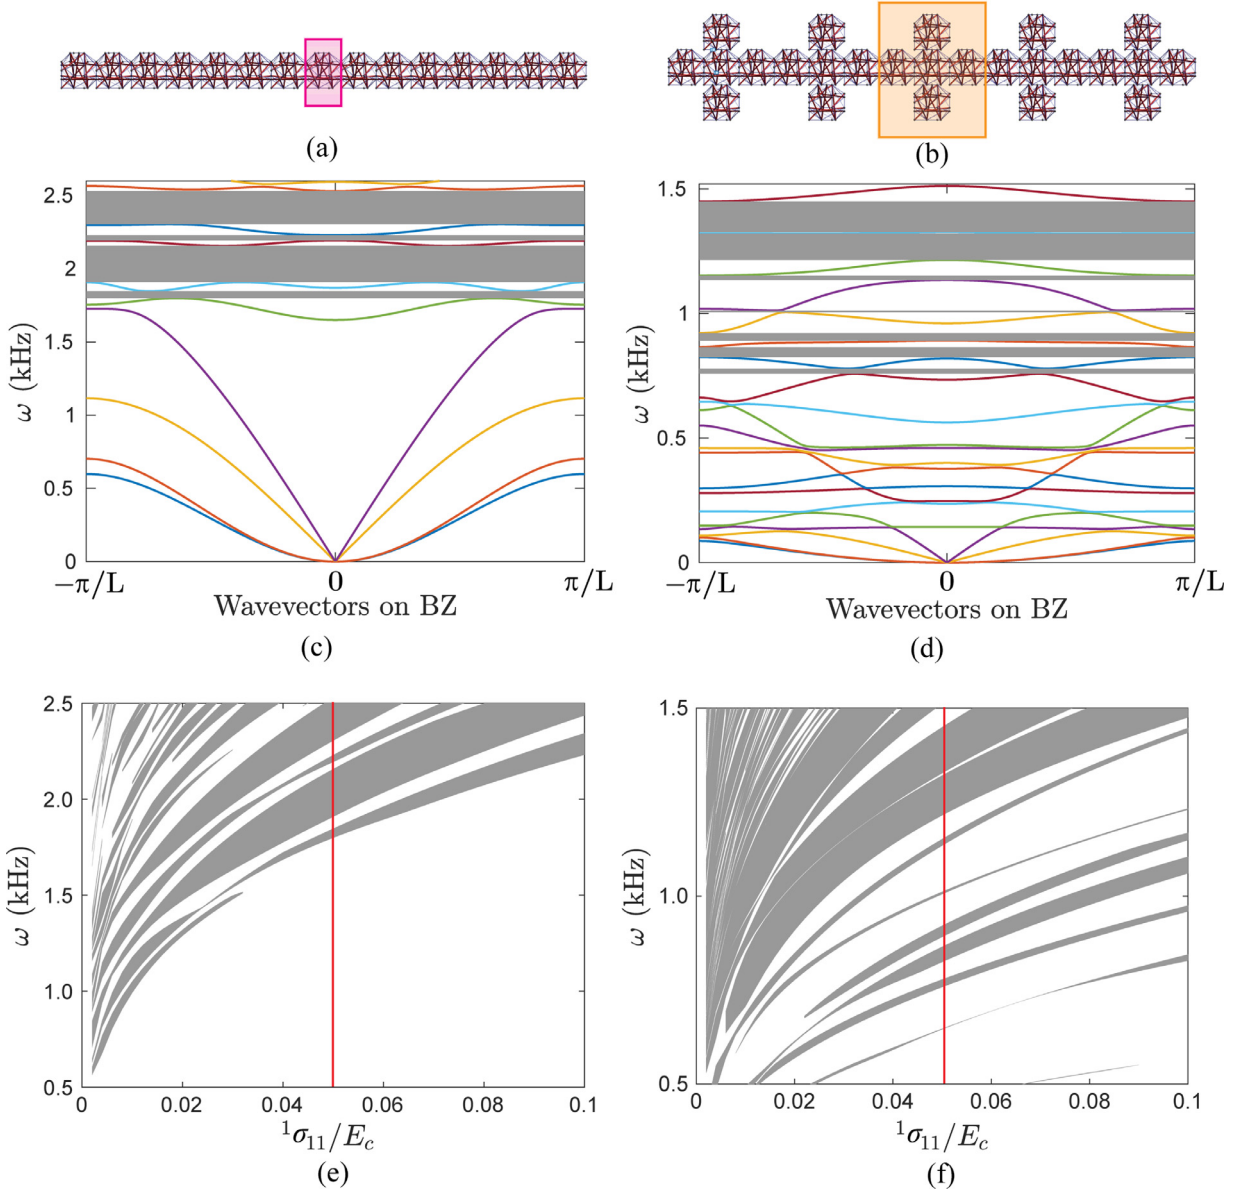 (a)
(b)
2.5
2
1.5
1
0.5
0
ω (kHz)
−π/L
0
π/L
Wavevectors on BZ
(c)
1.5
1
0.5
0
ω (kHz)
−π/L
0
π/L
Wavevectors on BZ
(d)
2.5
2.0
1.5
1.0
0.5
ω (kHz)
0
0.02
0.04
0.06
0.08
0.1
¹σ₁₁/E_c
(e)
1.5
1.0
0.5
ω (kHz)
0
0.02
0.04
0.06
0.08
0.1
¹σ₁₁/E_c
(f)